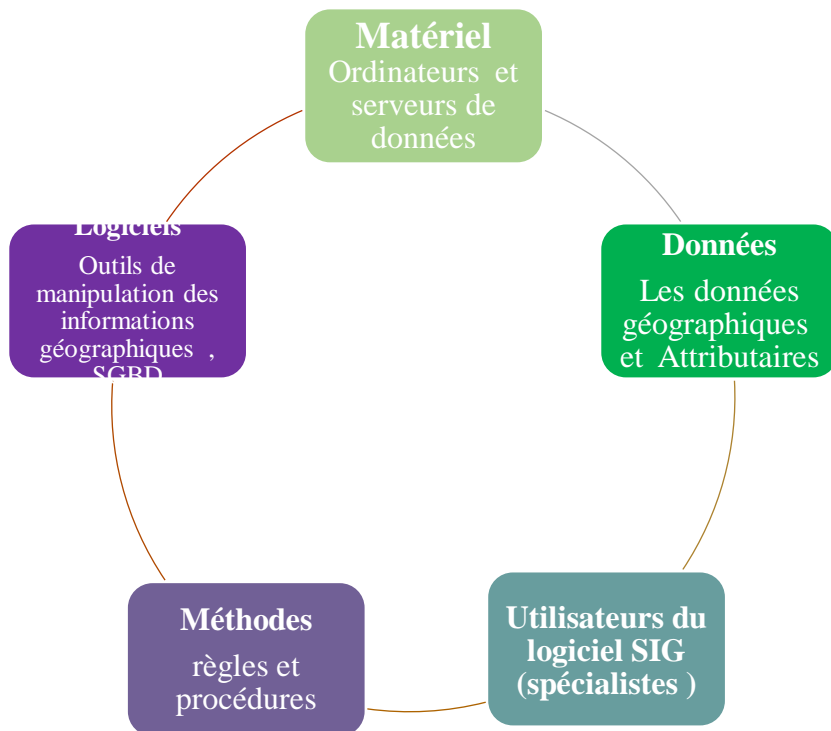 Matériel
Ordinateurs et
serveurs de
données
Données
Les données
géographiques
et Attributaires
Utilisateurs du
logiciel SIG
(spécialistes )
Méthodes
règles et
procédures
Logiciels
Outils de
manipulation des
informations
géographiques ,
SGBD